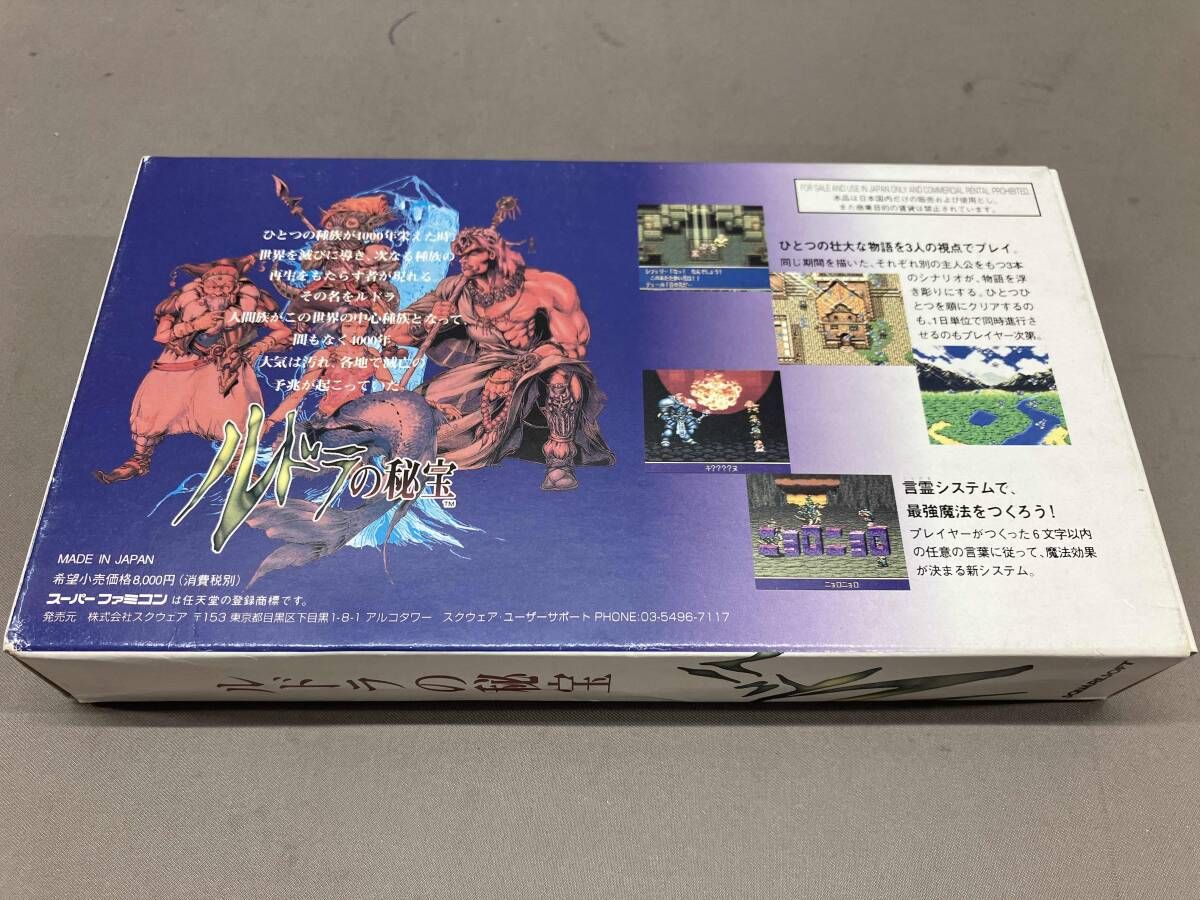 FOR SALE AND USE IN JAPAN ONLY AND COMMERCIAL RENTAL PROHIBITED.
本品は日本国内だけの販売および使用とし、
また商業目的の賃貸は禁止されています。
ひとつの種族が4000年栄えた時
世界を滅びに導き、次なる種族の
再生をもたらす者が現れる。
その名をルドラ
人間族がこの世界の中心種族となって
間もなく4000年。
大気は汚れ、各地で滅亡の
予兆が起こっていた。
ルドラの秘宝
TM
ひとつの壮大な物語を3人の視点でプレイ。
同じ期間を描いた、それぞれ別の主人公をもつ3本
のシナリオが、物語を浮
き彫りにする。ひとつひ
とつを順にクリアするの
も、1日単位で同時進行さ
せるのもプレイヤー次第。
キ?????ヌ
言霊システムで、
最強魔法をつくろう!
プレイヤーがつくった6文字以内
の任意の言葉に従って、魔法効果
が決まる新システム。
ニョロニョロ
ニョロニョロ
MADE IN JAPAN
希望小売価格8,000円(消費税別)
スーパーファミコンは任天堂の登録商標です。
発売元 株式会社スクウェア 〒153 東京都目黒区下目黒1-8-1 アルコタワー スクウェア・ユーザーサポート PHONE:03-5496-7117
ルドラの秘宝
SQUARESOFT